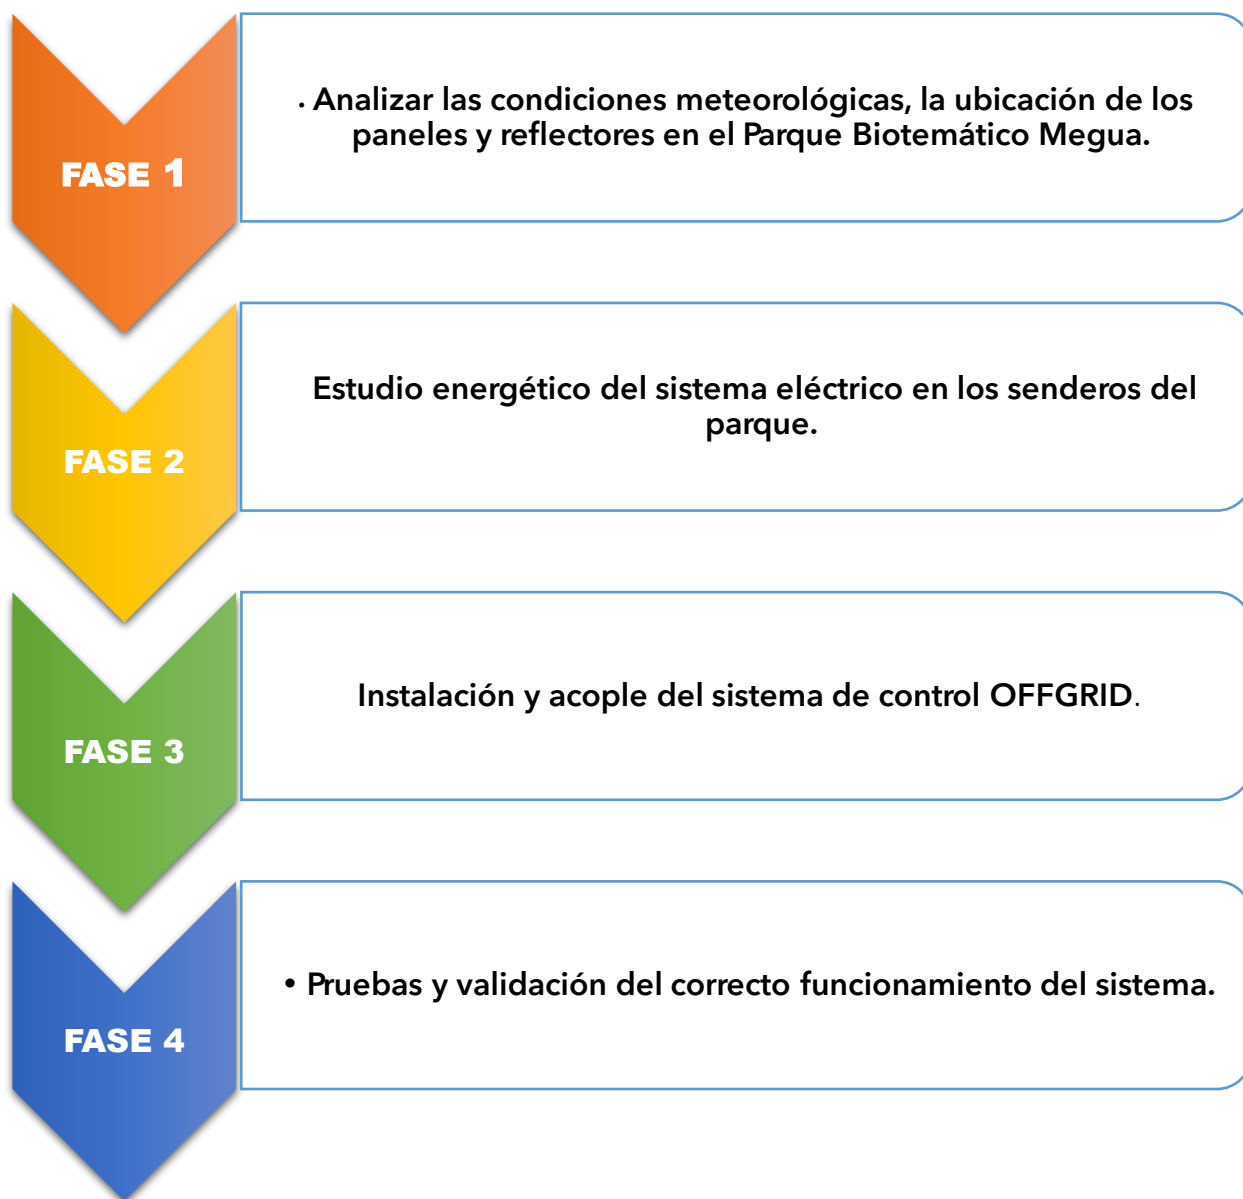 FASE 1
. Analizar las condiciones meteorológicas, la ubicación de los
paneles y reflectores en el Parque Biotemático Megua.
FASE 2
Estudio energético del sistema eléctrico en los senderos del
parque.
FASE 3
Instalación y acople del sistema de control OFFGRID.
FASE 4
• Pruebas y validación del correcto funcionamiento del sistema.